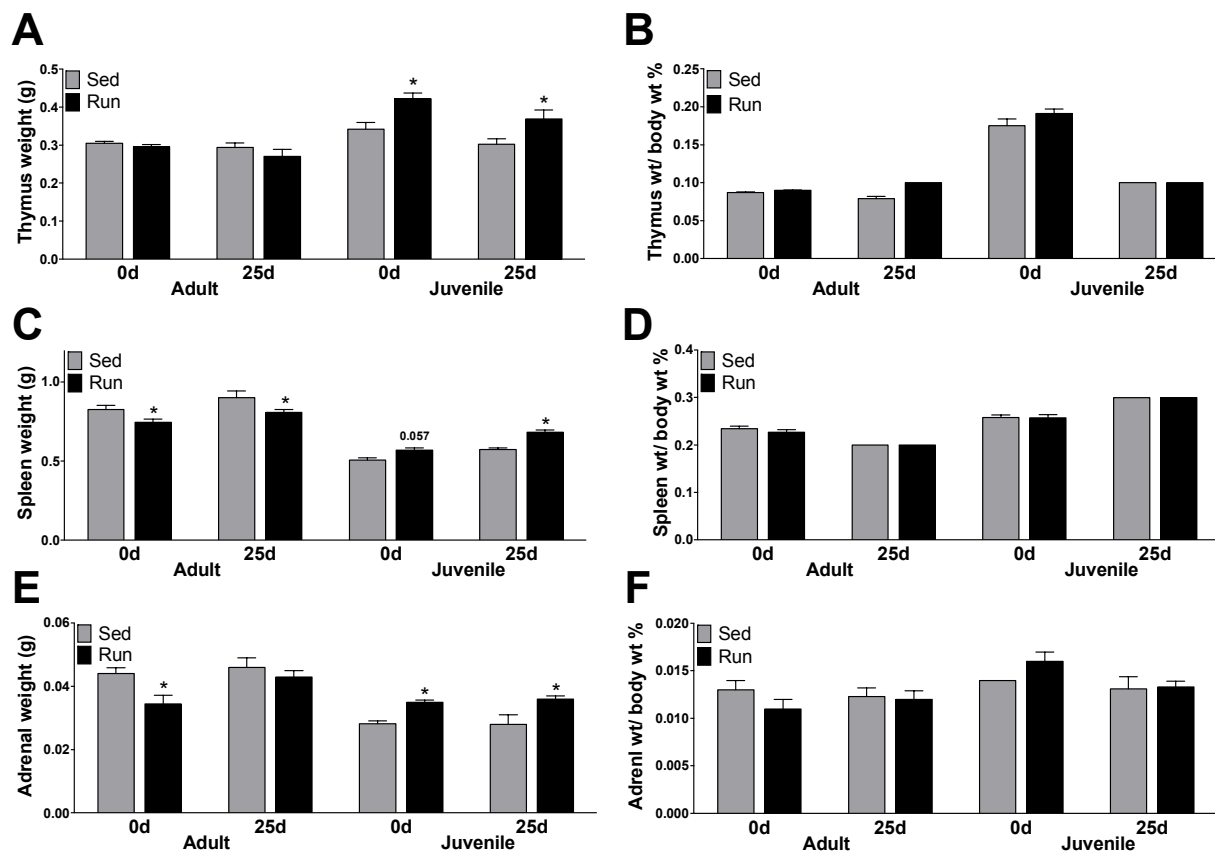 A
Thymus weight (g)
0.5
0.4
0.3
0.2
0.1
0.0
Sed
Run
*
*
0d
25d
0d
25d
Adult
Juvenile
B
Thymus wt/ body wt %
0.25
0.20
0.15
0.10
0.05
0.00
Sed
Run
0d
25d
0d
25d
Adult
Juvenile
C
Spleen weight (g)
1.0
0.5
0.0
Sed
Run
*
*
0.057
*
0d
25d
0d
25d
Adult
Juvenile
D
Spleen wt/ body wt %
0.4
0.3
0.2
0.1
0.0
Sed
Run
0d
25d
0d
25d
Adult
Juvenile
E
Adrenal weight (g)
0.06
0.04
0.02
0.00
Sed
Run
*
*
*
0d
25d
0d
25d
Adult
Juvenile
F
Adrenl wt/ body wt %
0.020
0.015
0.010
0.005
0.000
Sed
Run
0d
25d
0d
25d
Adult
Juvenile